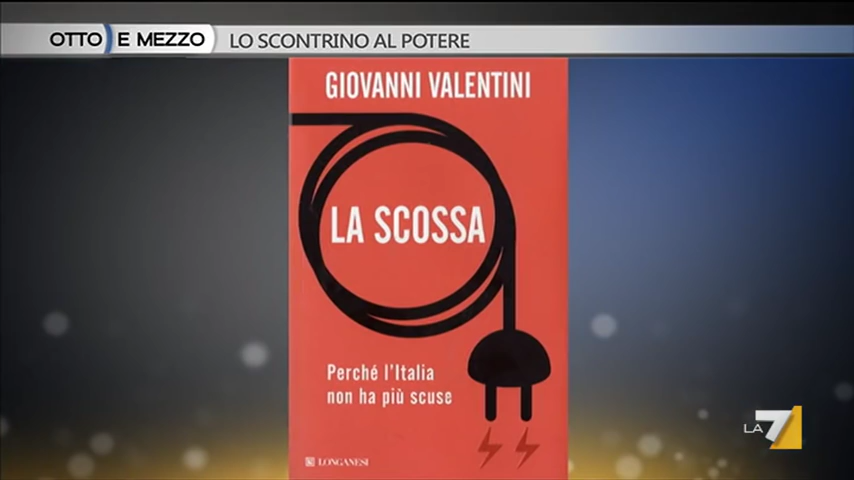 OTTO E MEZZO LO SCONTRINO AL POTERE
GIOVANNI VALENTINI
LA SCOSSA
Perché l'Italia
non ha più scuse
LONGANESI
LA7